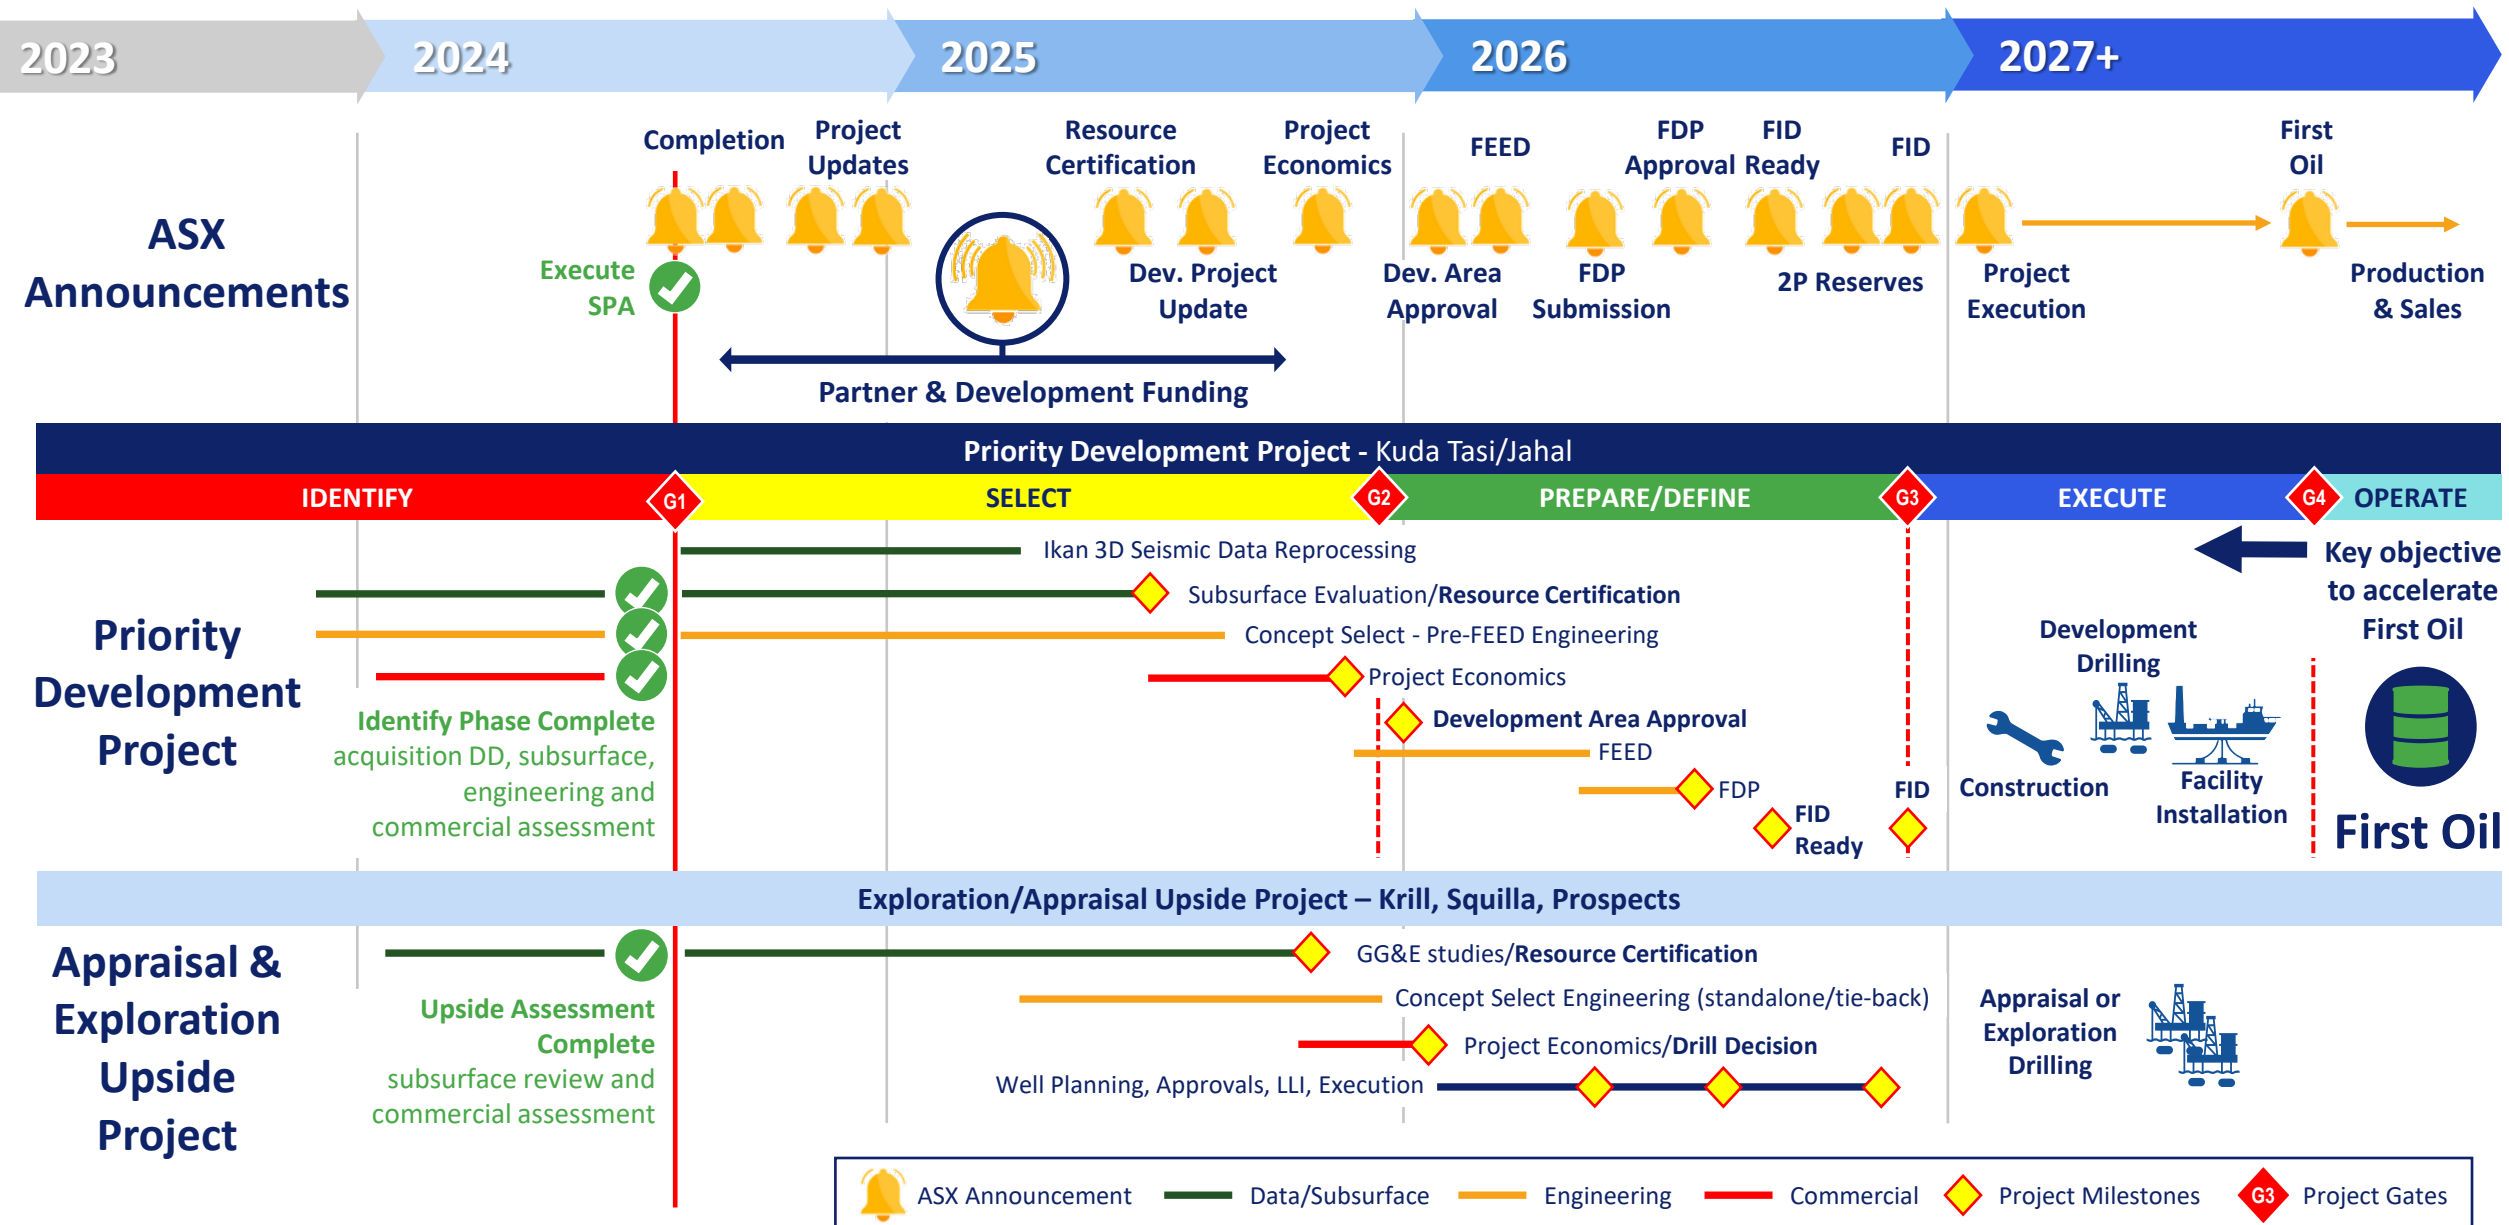 2023
2024
2025
2026
2027+
ASX
Announcements
Completion
Project
Updates
Resource
Certification
Project
Economics
FEED
FDP
Approval
FID
Ready
FID
First
Oil
Execute
SPA
Dev. Project
Update
Dev. Area
Approval
FDP
Submission
2P Reserves
Project
Execution
Production
& Sales
Partner & Development Funding
Priority Development Project - Kuda Tasi/Jahal
IDENTIFY
G1
SELECT
G2
PREPARE/DEFINE
G3
EXECUTE
G4
OPERATE
Priority
Development
Project
Ikan 3D Seismic Data Reprocessing
Subsurface Evaluation/Resource Certification
Concept Select - Pre-FEED Engineering
Project Economics
Development Area Approval
FEED
FDP
FID
Ready
FID
Identify Phase Complete
acquisition DD, subsurface,
engineering and
commercial assessment
Key objective
to accelerate
First Oil
Development
Drilling
Construction
Facility
Installation
First Oil
Exploration/Appraisal Upside Project – Krill, Squilla, Prospects
Appraisal &
Exploration
Upside
Project
Upside Assessment
Complete
subsurface review and
commercial assessment
GG&E studies/Resource Certification
Concept Select Engineering (standalone/tie-back)
Project Economics/Drill Decision
Well Planning, Approvals, LLI, Execution
Appraisal or
Exploration
Drilling
ASX Announcement
Data/Subsurface
Engineering
Commercial
Project Milestones
G3
Project Gates